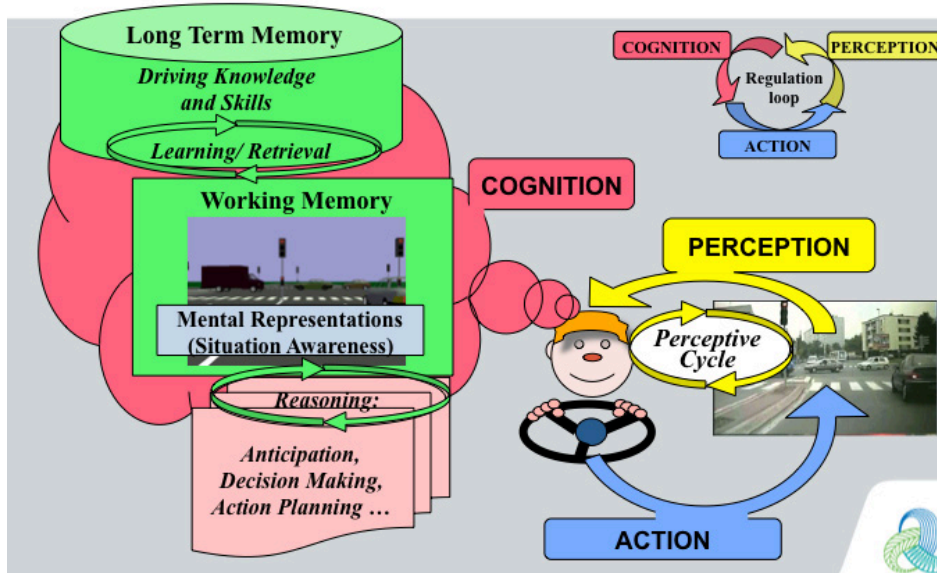 Long Term Memory
Driving Knowledge
and Skills
Learning/ Retrieval
Working Memory
Mental Representations
(Situation Awareness)
Reasoning:
Anticipation,
Decision Making,
Action Planning …
COGNITION
COGNITION
PERCEPTION
Regulation
loop
ACTION
PERCEPTION
Perceptive
Cycle
ACTION